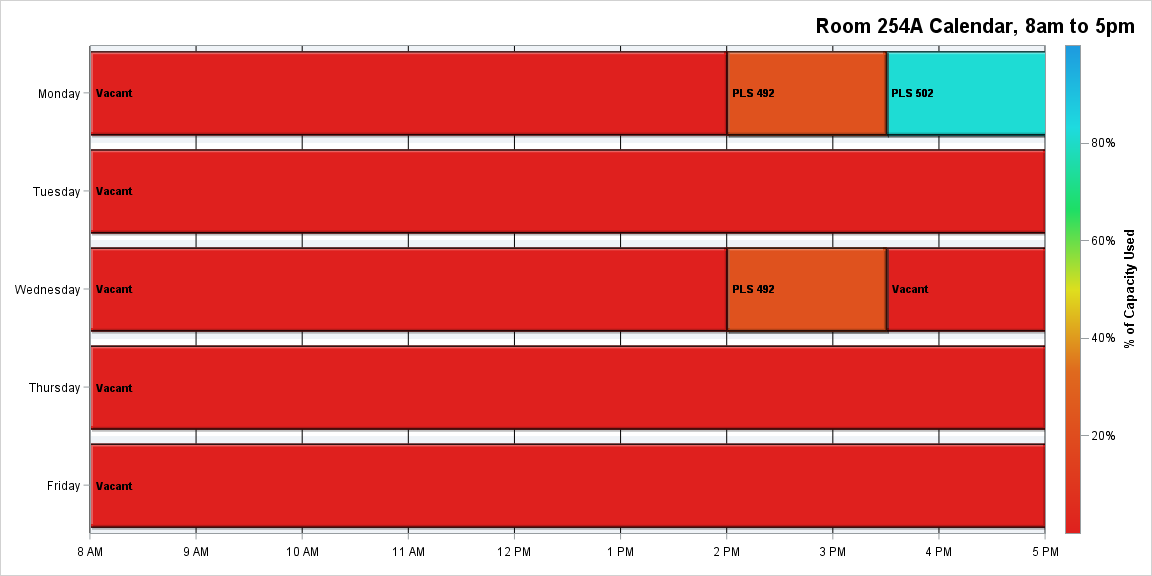 Room 254A Calendar, 8am to 5pm
Monday
Vacant
PLS 492
PLS 502
Tuesday
Vacant
Wednesday
Vacant
PLS 492
Vacant
Thursday
Vacant
Friday
Vacant
8 AM
9 AM
10 AM
11 AM
12 PM
1 PM
2 PM
3 PM
4 PM
5 PM
80%
60%
40%
20%
% of Capacity Used